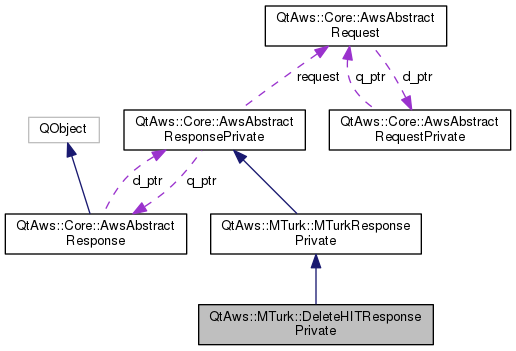 QtAws::Core::AwsAbstract
Request
request
q_ptr
d_ptr
QObject
QtAws::Core::AwsAbstract
ResponsePrivate
QtAws::Core::AwsAbstract
RequestPrivate
d_ptr
q_ptr
QtAws::Core::AwsAbstract
Response
QtAws::MTurk::MTurkResponse
Private
QtAws::MTurk::DeleteHITResponse
Private